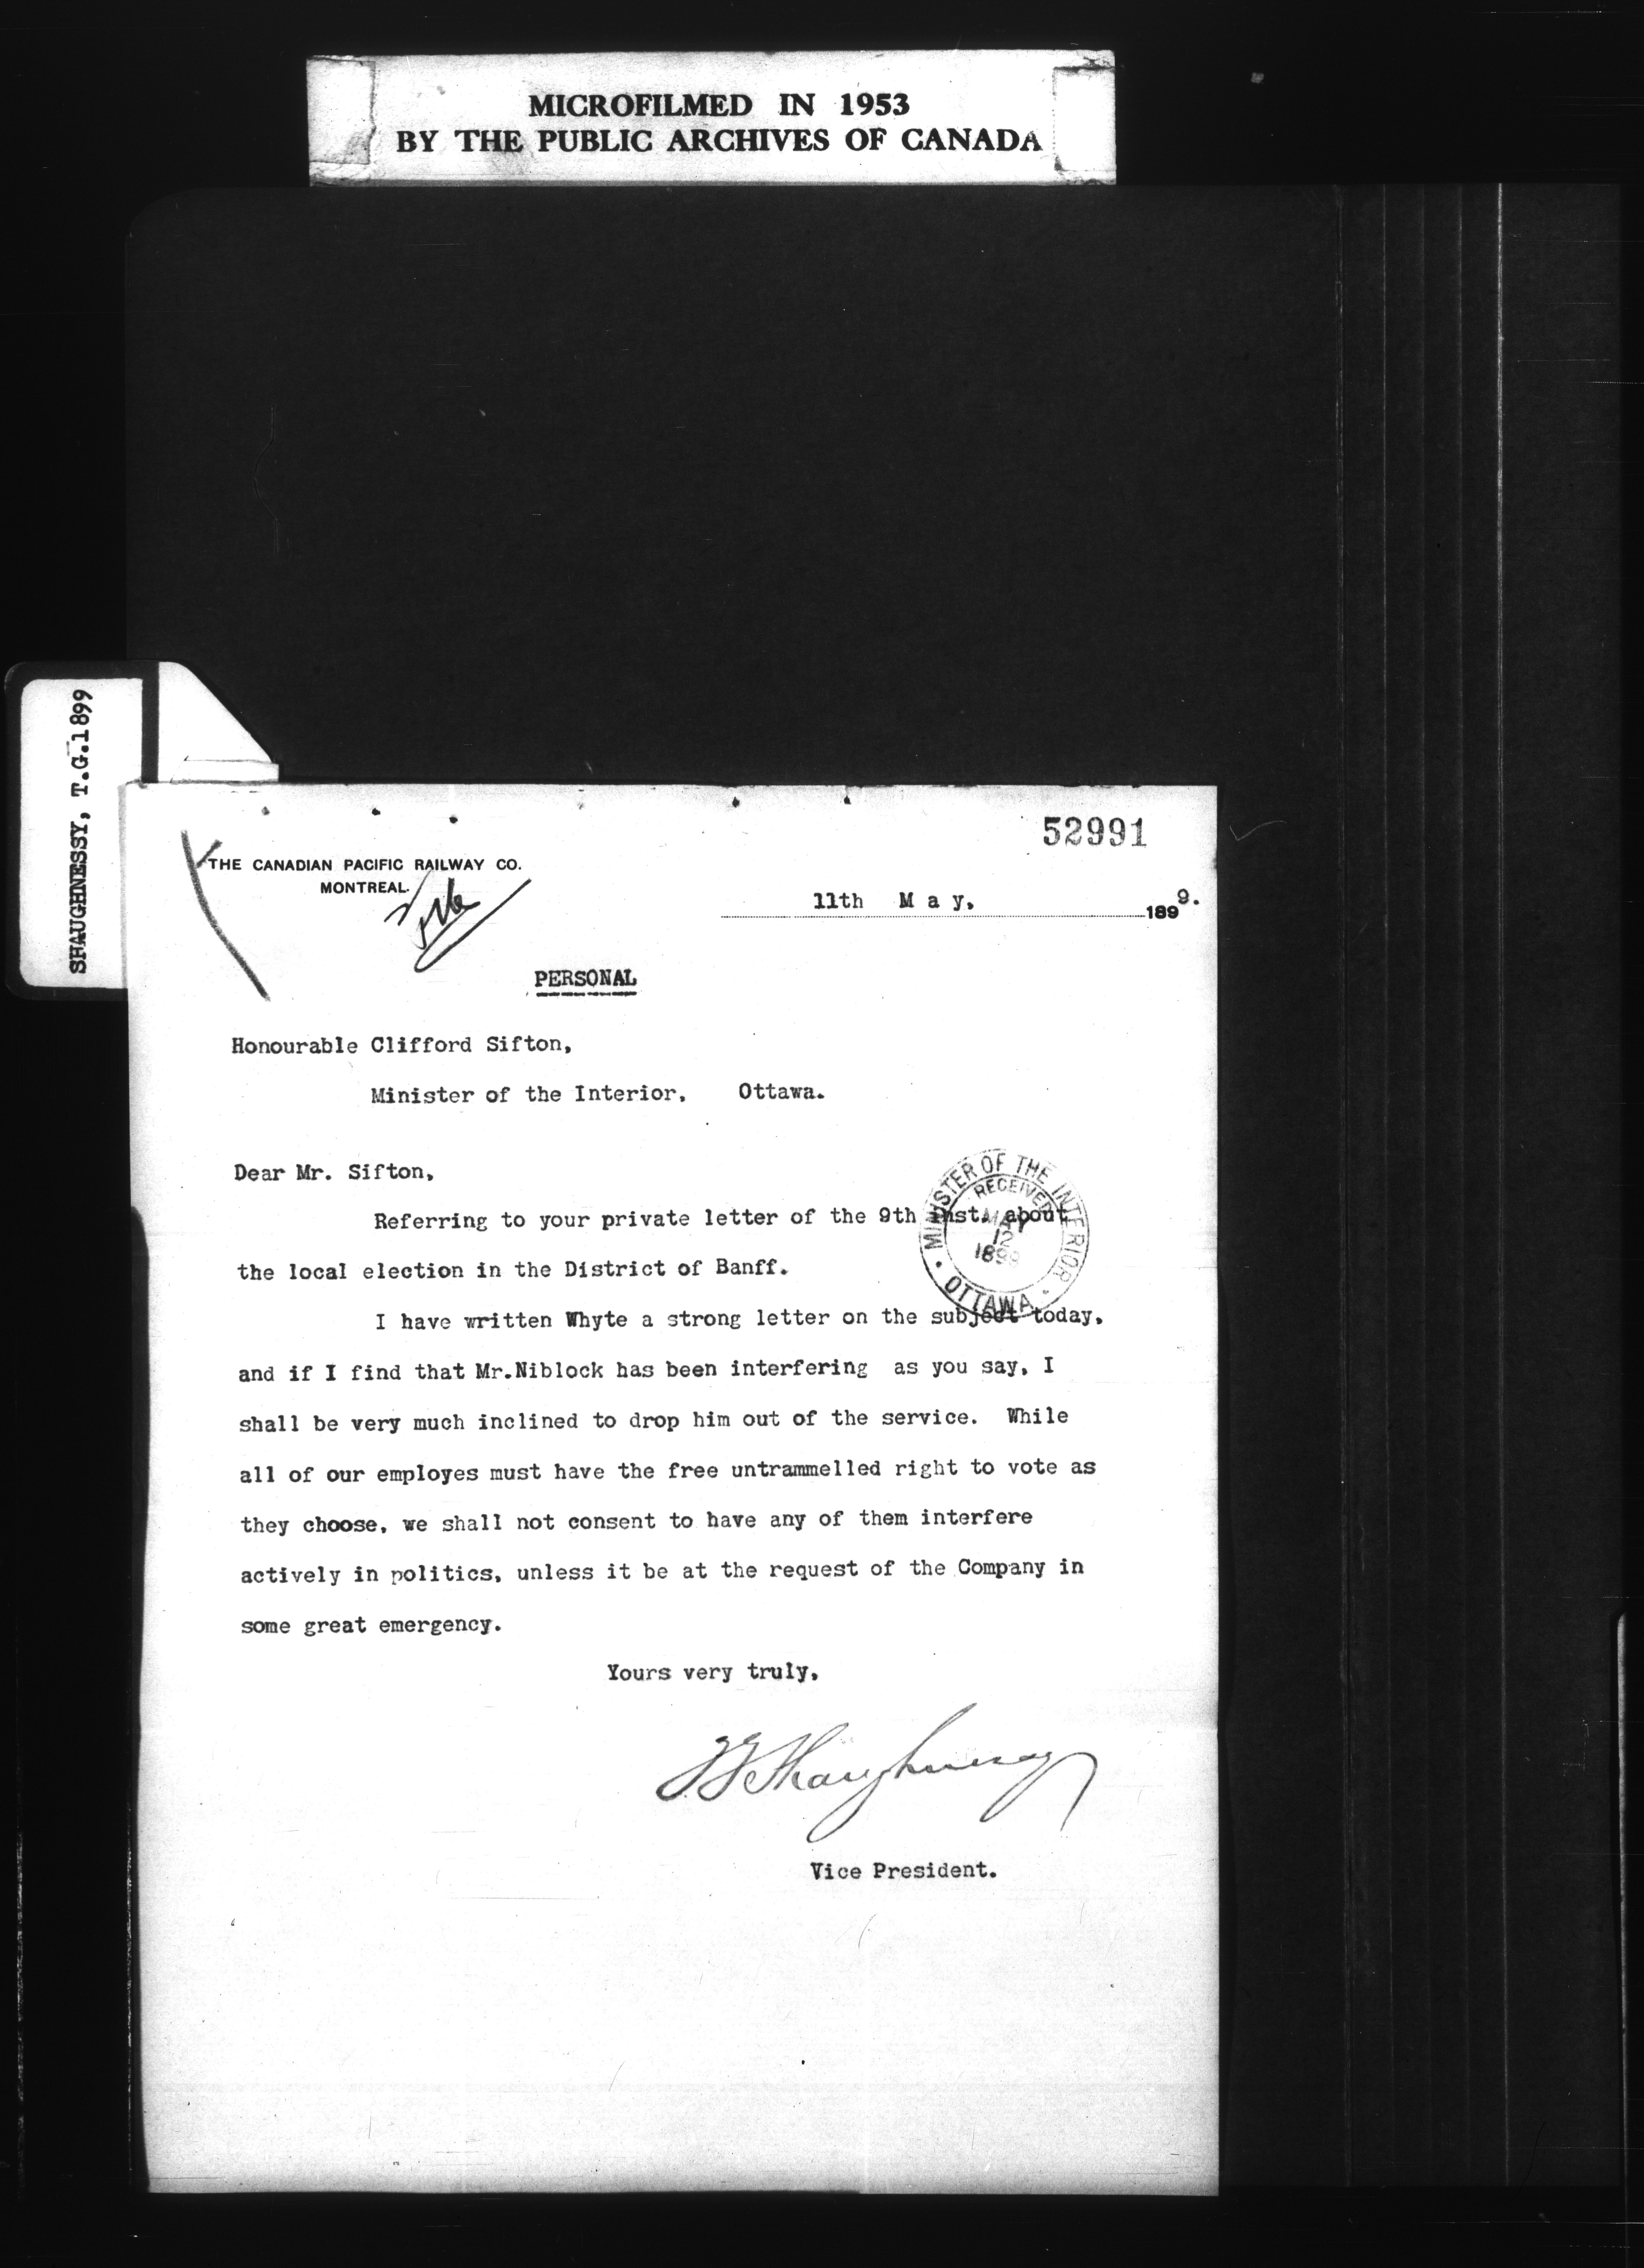 MICROFILMED IN 1953
BY THE PUBLIC ARCHIVES OF CANADA
SHAUGHNESSY, T.G.1899
52991
THE CANADIAN PACIFIC RAILWAY CO.
MONTREAL.
File
11th M a y, 1899.
PERSONAL
Honourable Clifford Sifton,
Minister of the Interior, Ottawa.
Dear Mr. Sifton,
MINISTER OF THE INTERIOR
RECEIVED
MAY
12
1899
OTTAWA
Referring to your private letter of the 9th inst. about
the local election in the District of Banff.
I have written Whyte a strong letter on the subject today,
and if I find that Mr.Niblock has been interfering as you say, I
shall be very much inclined to drop him out of the service. While
all of our employes must have the free untrammelled right to vote as
they choose, we shall not consent to have any of them interfere
actively in politics, unless it be at the request of the Company in
some great emergency.
Yours very truly,
TGShaughnessy
Vice President.